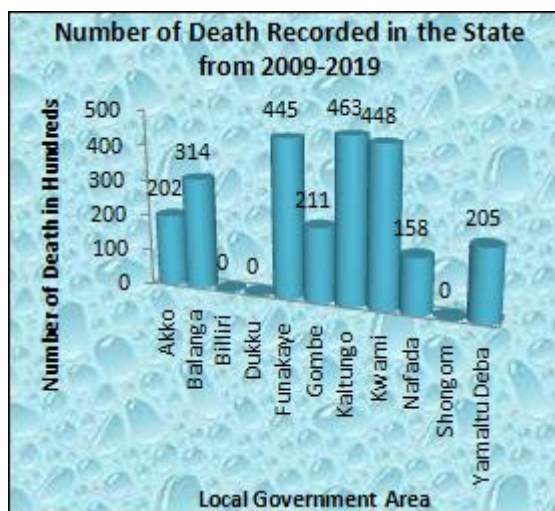 Number of Death Recorded in the State
from 2009-2019
Number of Death in Hundreds
500
400
300
200
100
0
202
314
0
0
445
211
463
448
158
0
205
Akko
Balanga
Billiri
Dukku
Funakaye
Gombe
Kaltungo
Kwami
Nafada
Shongom
Yamaltu Deba
Local Government Area